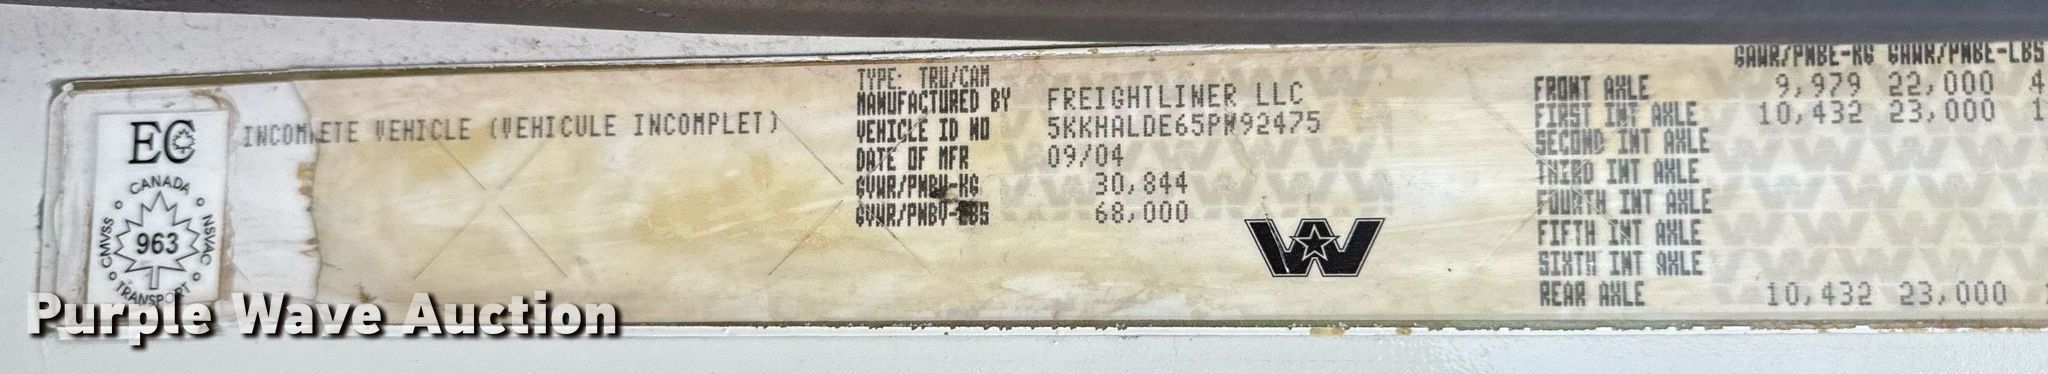 EC
CANADA
CMVSS
963
NSVAC
TRANSPORT
INCOMPLETE VEHICLE (VEHICULE INCOMPLET)
TYPE: TRU/CAM
MANUFACTURED BY FREIGHTLINER LLC
VEHICLE ID NO 5KKHALDE65PW92475
DATE OF MFR 09/04
GVWR/PNBV-KG 30,844
GVWR/PNBV-LBS 68,000
W
GAWR/PNBE-KG GAWR/PNBE-LBS
FRONT AXLE 9,979 22,000 4
FIRST INT AXLE 10,432 23,000 1
SECOND INT AXLE
THIRD INT AXLE
FOURTH INT AXLE
FIFTH INT AXLE
SIXTH INT AXLE
REAR AXLE 10,432 23,000
Purple Wave Auction